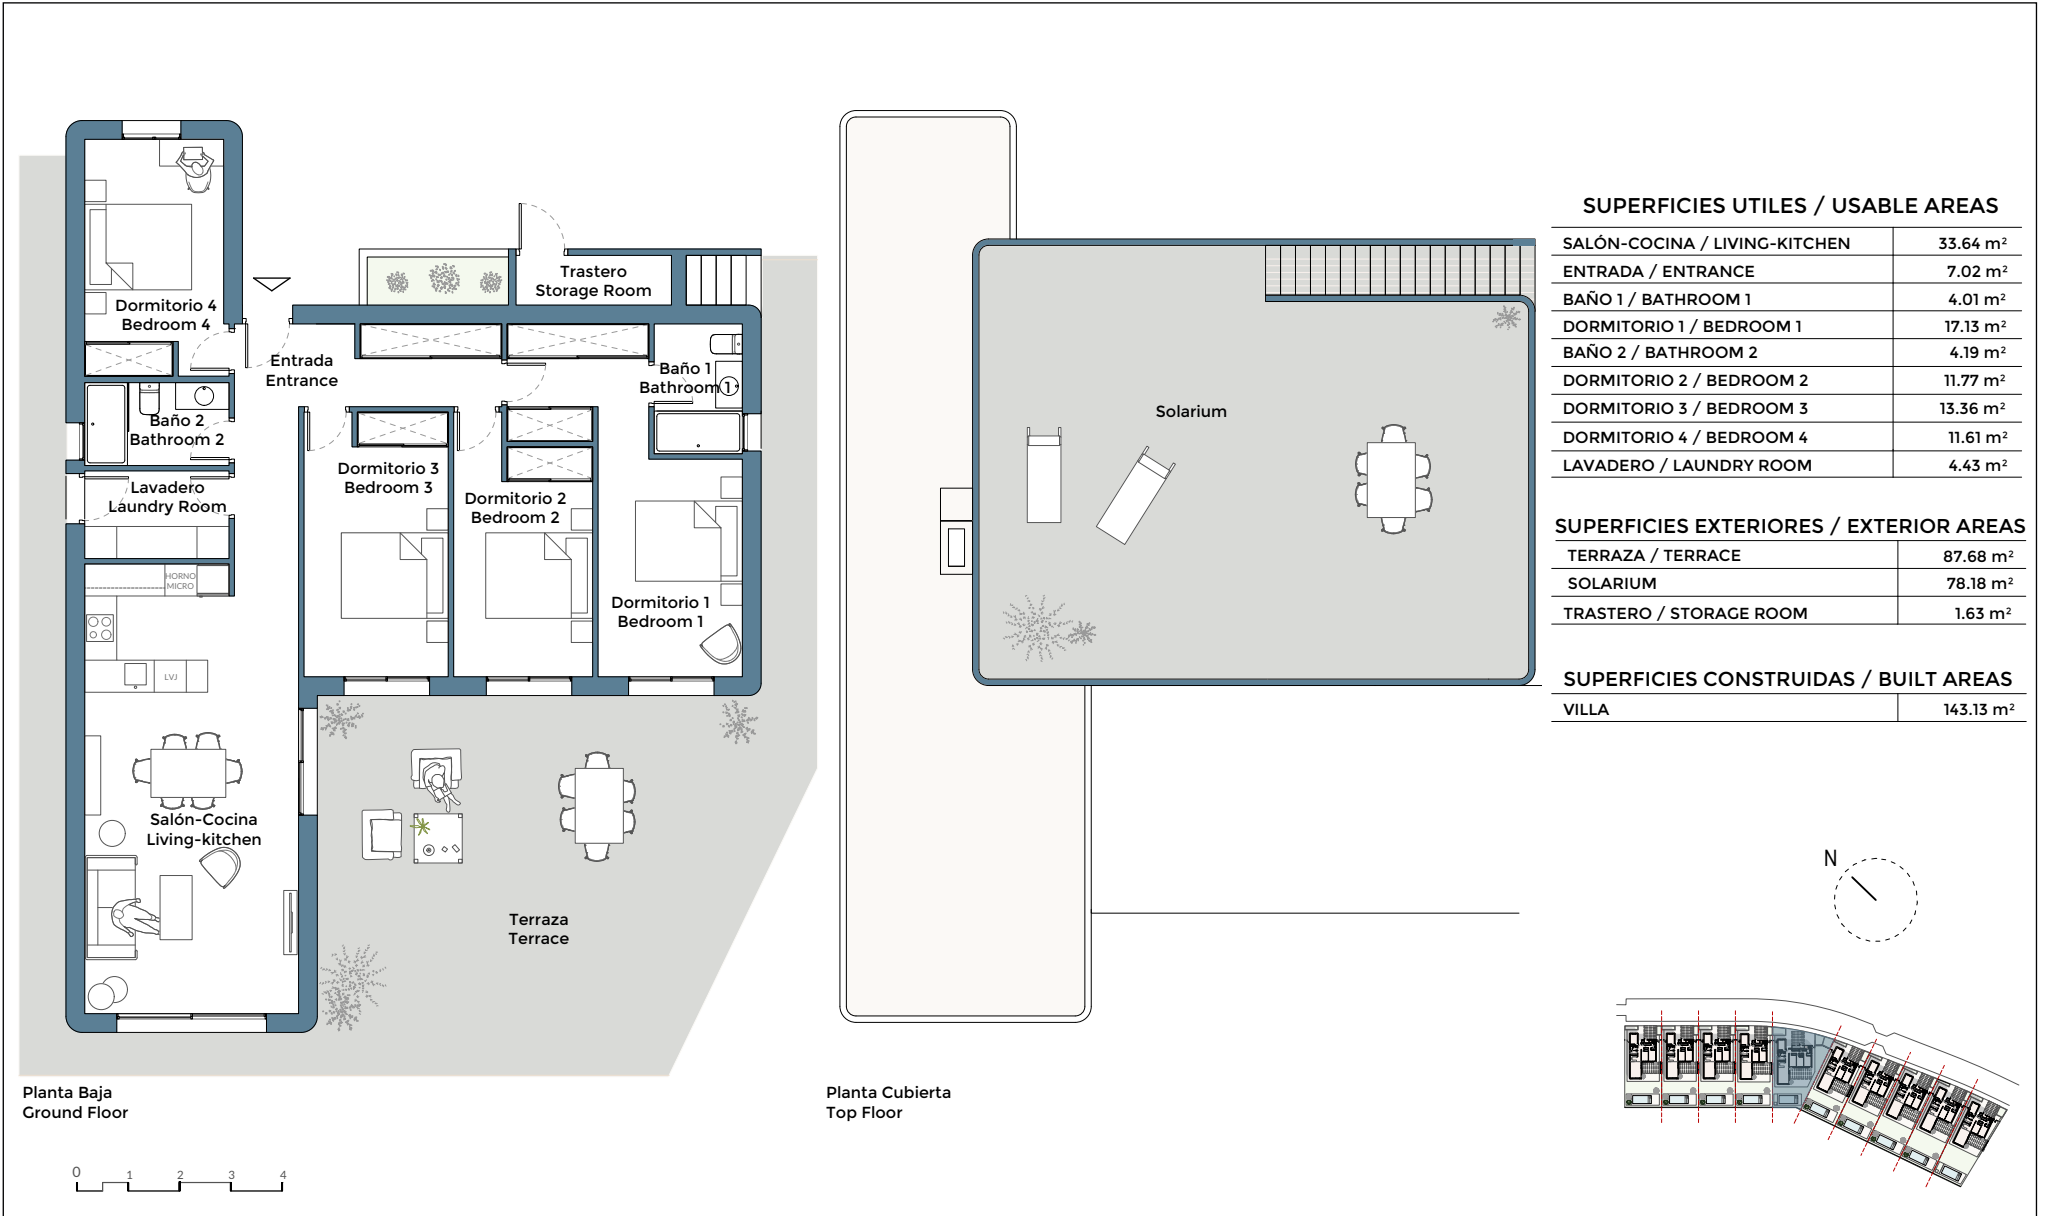 Dormitorio 4
Bedroom 4
Trastero
Storage Room
Entrada
Entrance
Baño 1
Bathroom 1
Baño 2
Bathroom 2
Lavadero
Laundry Room
Dormitorio 3
Bedroom 3
Dormitorio 2
Bedroom 2
Dormitorio 1
Bedroom 1
HORNO
MICRO
LVJ
Salón-Cocina
Living-kitchen
Terraza
Terrace
Planta Baja
Ground Floor
0 1 2 3 4
Solarium
Planta Cubierta
Top Floor
SUPERFICIES UTILES / USABLE AREAS
SALÓN-COCINA / LIVING-KITCHEN 33.64 m²
ENTRADA / ENTRANCE 7.02 m²
BAÑO 1 / BATHROOM 1 4.01 m²
DORMITORIO 1 / BEDROOM 1 17.13 m²
BAÑO 2 / BATHROOM 2 4.19 m²
DORMITORIO 2 / BEDROOM 2 11.77 m²
DORMITORIO 3 / BEDROOM 3 13.36 m²
DORMITORIO 4 / BEDROOM 4 11.61 m²
LAVADERO / LAUNDRY ROOM 4.43 m²
SUPERFICIES EXTERIORES / EXTERIOR AREAS
TERRAZA / TERRACE 87.68 m²
SOLARIUM 78.18 m²
TRASTERO / STORAGE ROOM 1.63 m²
SUPERFICIES CONSTRUIDAS / BUILT AREAS
VILLA 143.13 m²
N